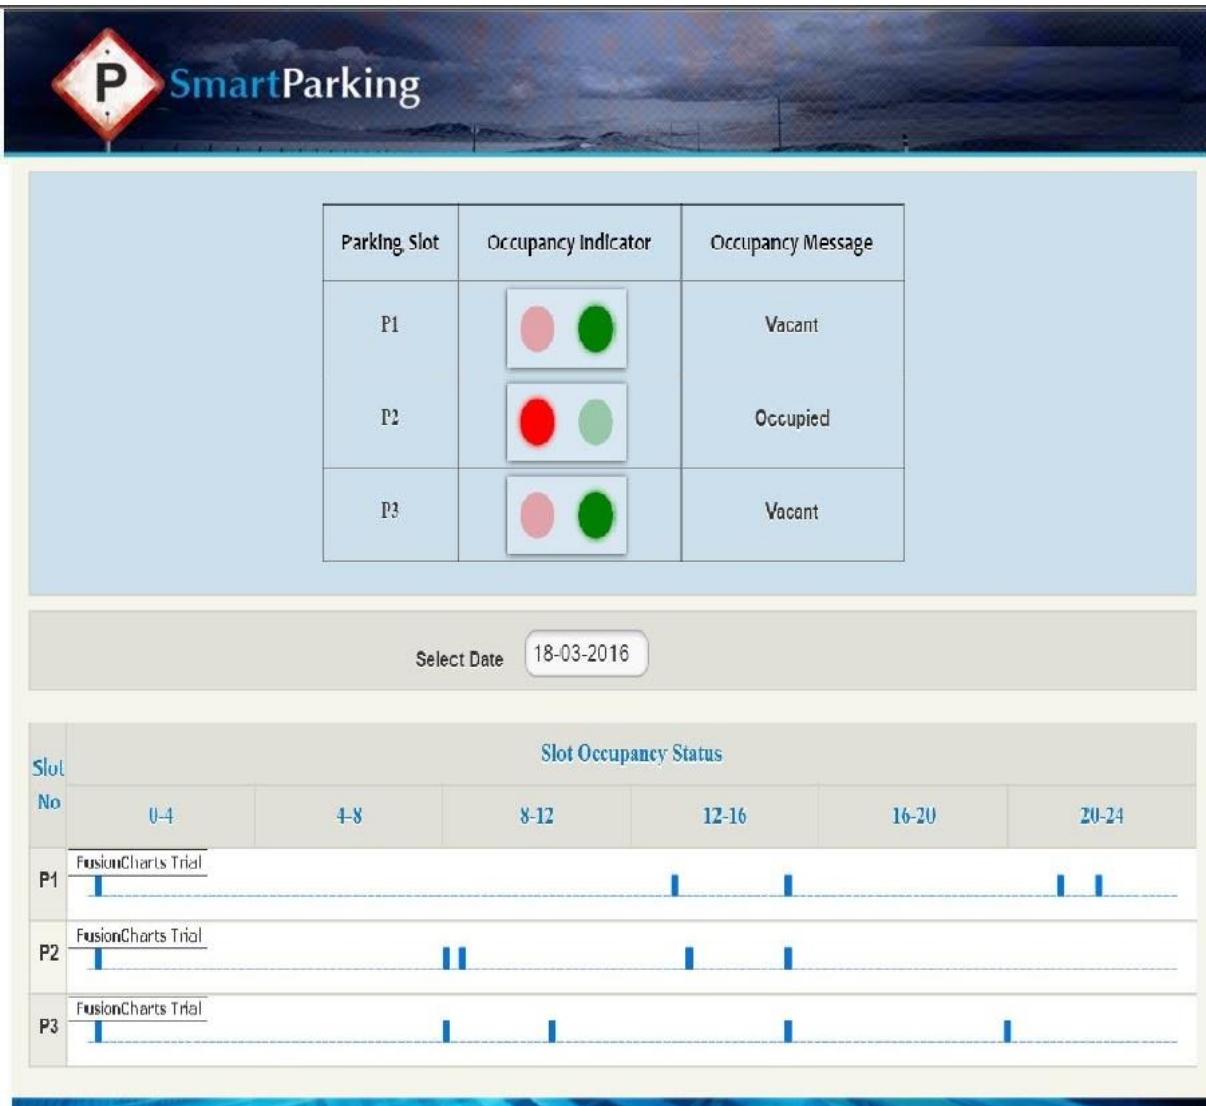 P SmartParking
Parking Slot Occupancy Indicator Occupancy Message
P1 Vacant
P2 Occupied
P3 Vacant
Select Date 18-03-2016
Slot No Slot Occupancy Status
0-4 4-8 8-12 12-16 16-20 20-24
FusionCharts Trial
P1
FusionCharts Trial
P2
FusionCharts Trial
P3